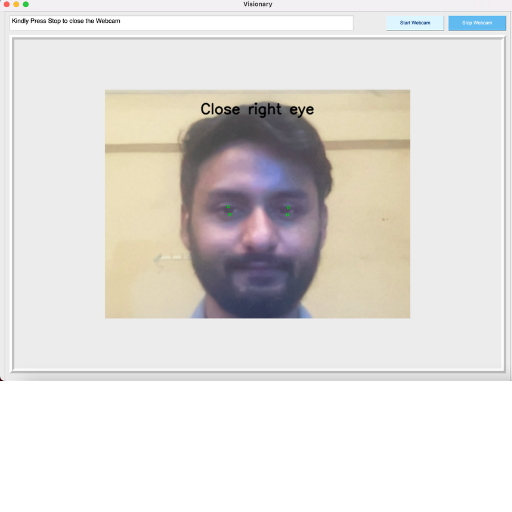 Visionary
Kindly Press Stop to close the Webcam
Start Webcam
Stop Webcam
Close right eye